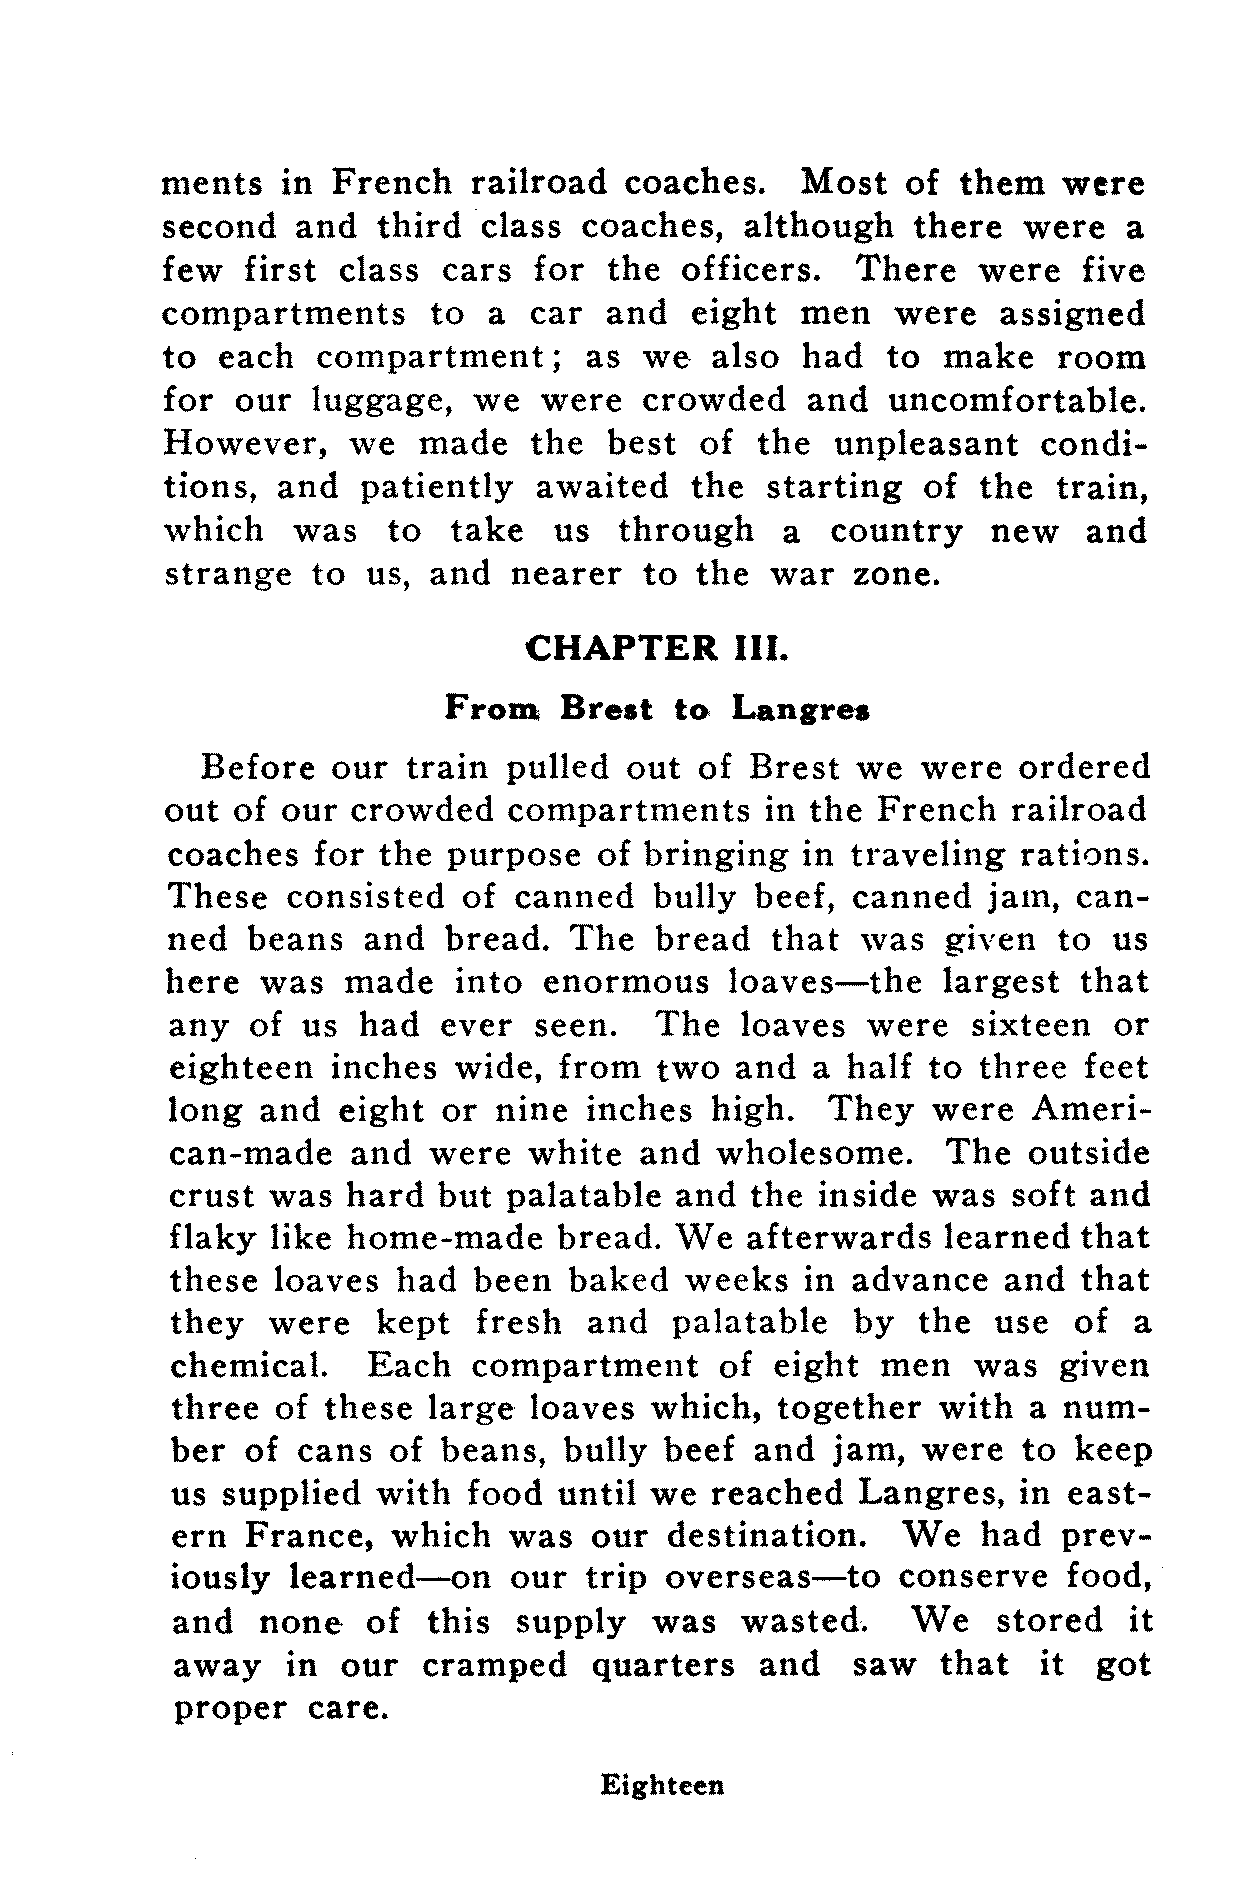 ments in French railroad coaches. Most of them were
second and third class coaches, although there were a
few first class cars for the officers. There were five
compartments to a car and eight men were assigned
to each compartment; as we also had to make room
for our luggage, we were crowded and uncomfortable.
However, we made the best of the unpleasant condi-
tions, and patiently awaited the starting of the train,
which was to take us through a country new and
strange to us, and nearer to the war zone.
CHAPTER III.
From Brest to Langres
Before our train pulled out of Brest we were ordered
out of our crowded compartments in the French railroad
coaches for the purpose of bringing in traveling rations.
These consisted of canned bully beef, canned jam, can-
ned beans and bread. The bread that was given to us
here was made into enormous loaves—the largest that
any of us had ever seen. The loaves were sixteen or
eighteen inches wide, from two and a half to three feet
long and eight or nine inches high. They were Ameri-
can-made and were white and wholesome. The outside
crust was hard but palatable and the inside was soft and
flaky like home-made bread. We afterwards learned that
these loaves had been baked weeks in advance and that
they were kept fresh and palatable by the use of a
chemical. Each compartment of eight men was given
three of these large loaves which, together with a num-
ber of cans of beans, bully beef and jam, were to keep
us supplied with food until we reached Langres, in east-
ern France, which was our destination. We had prev-
iously learned—on our trip overseas—to conserve food,
and none of this supply was wasted. We stored it
away in our cramped quarters and saw that it got
proper care.
Eighteen